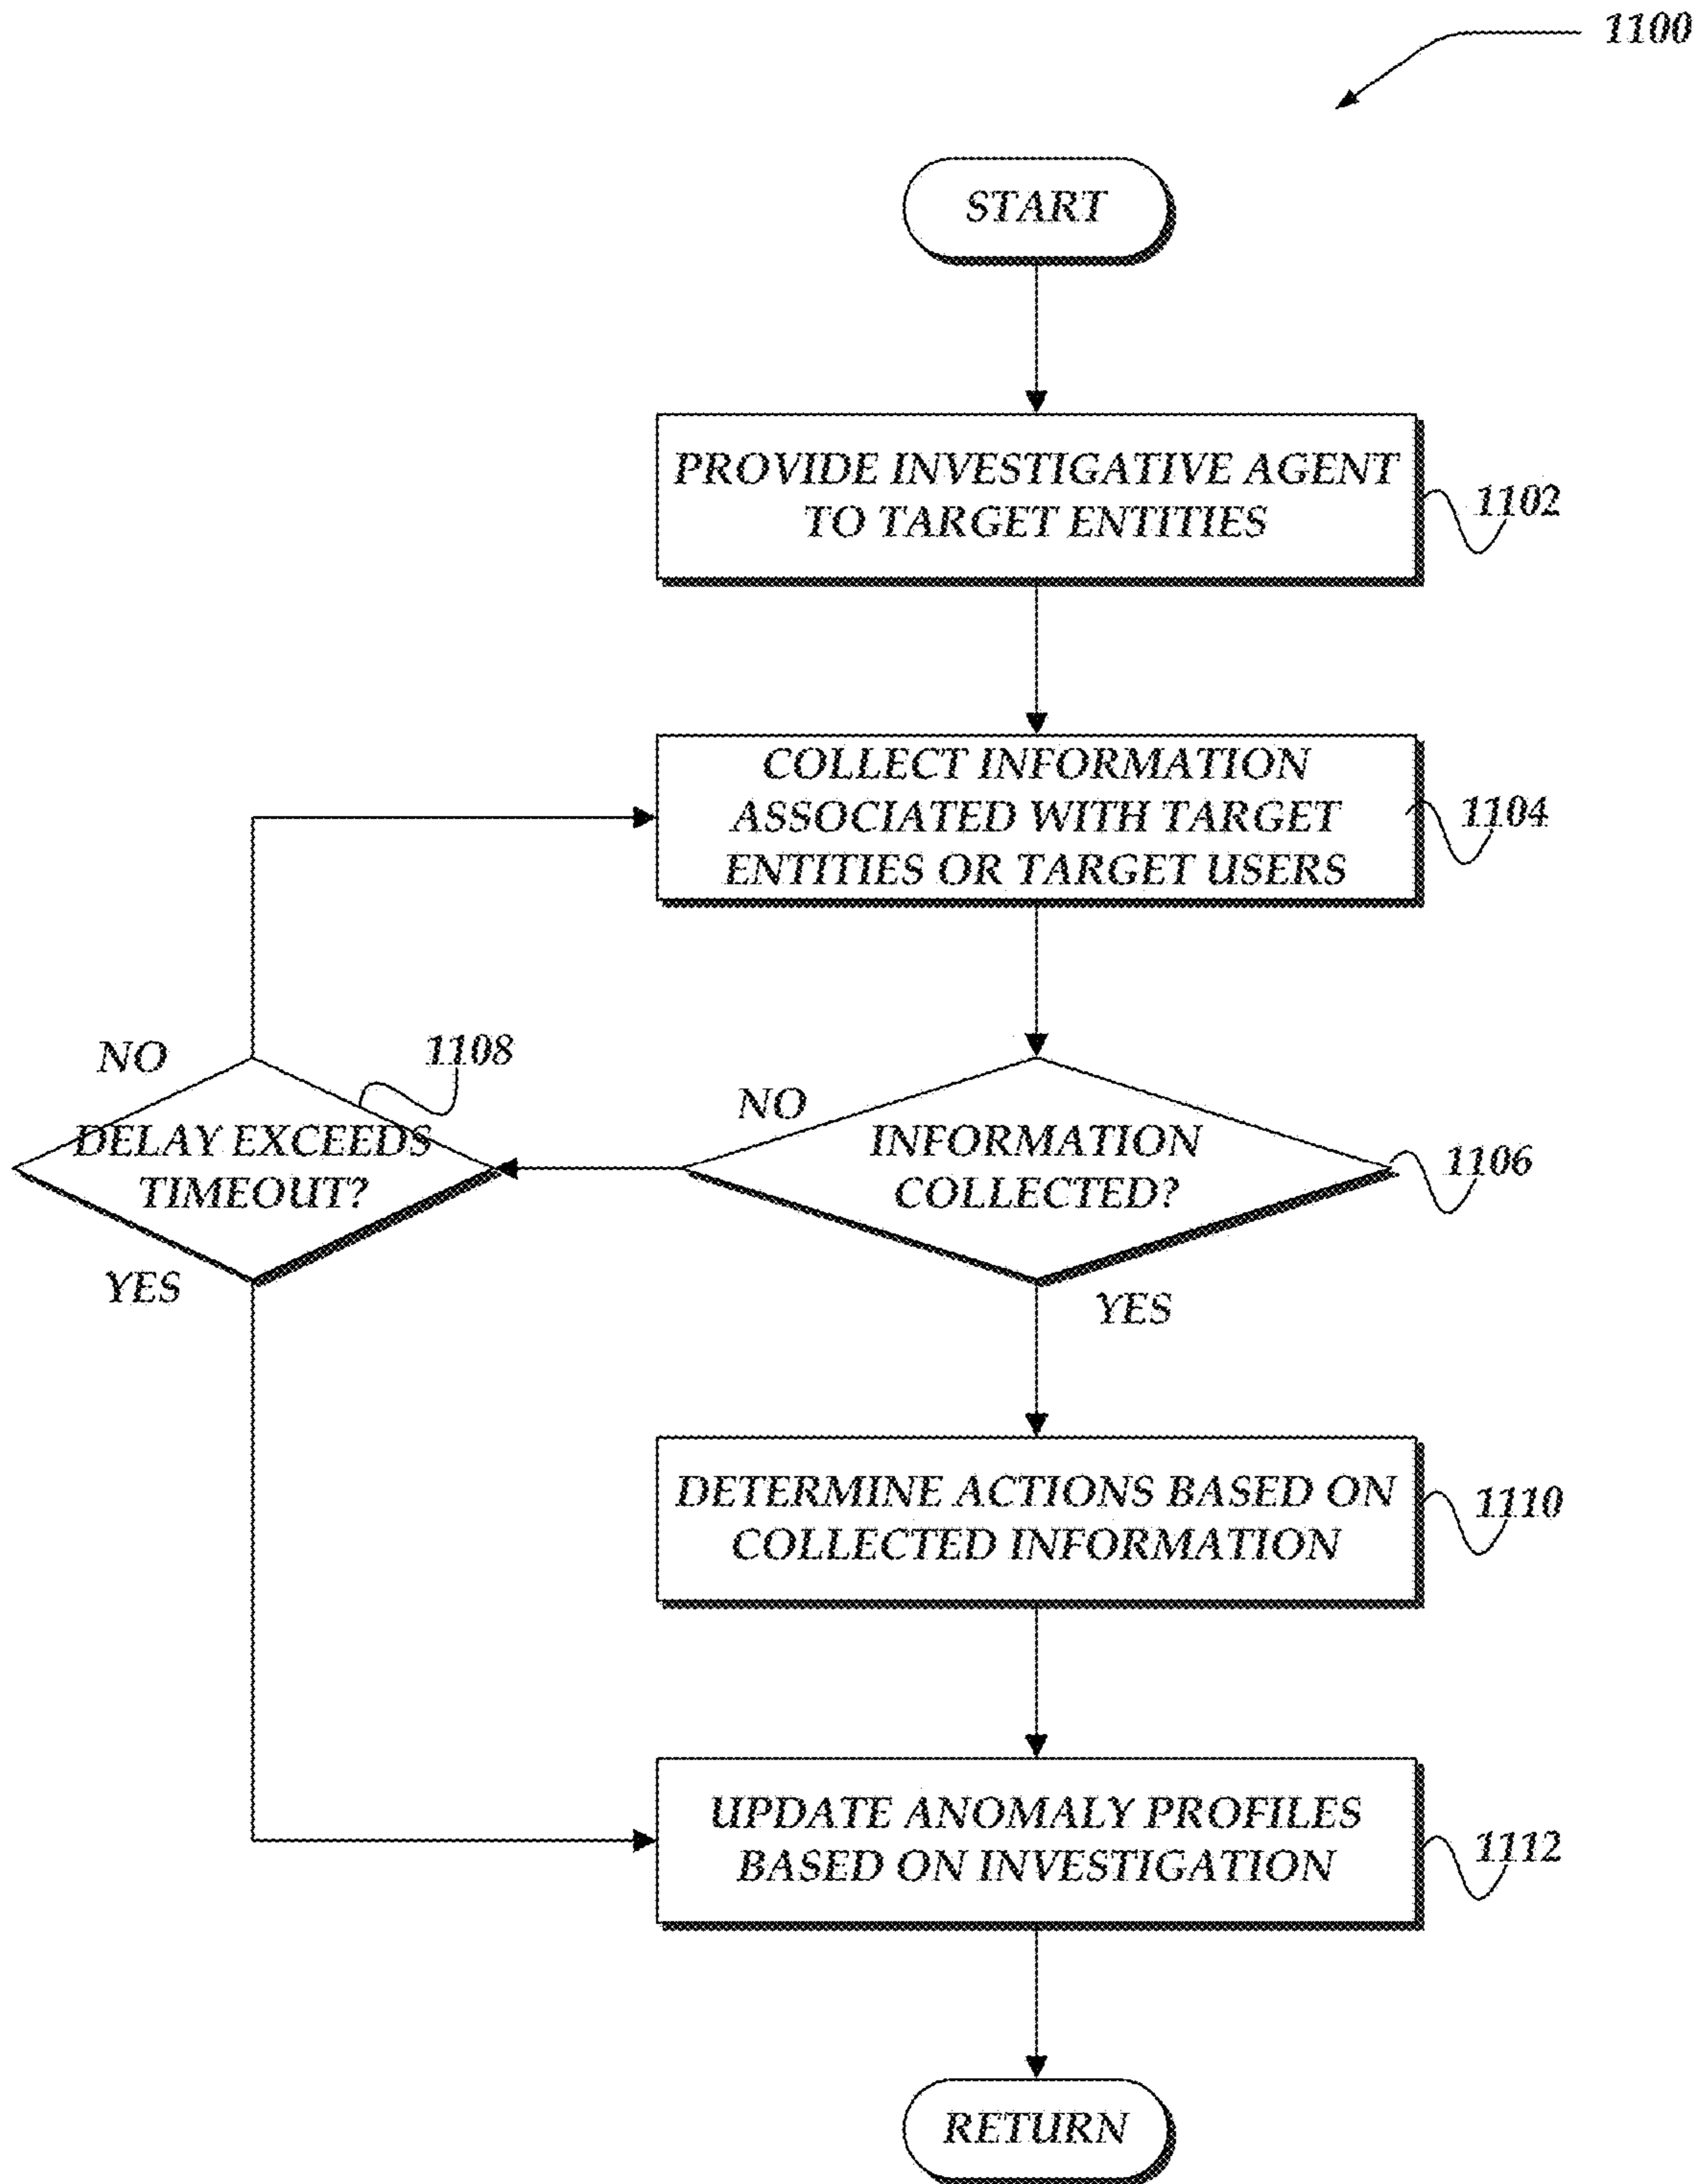 1100
START
PROVIDE INVESTIGATIVE AGENT
TO TARGET ENTITIES
1102
COLLECT INFORMATION
ASSOCIATED WITH TARGET
ENTITIES OR TARGET USERS
1104
NO
1108
DELAY EXCEEDS
TIMEOUT?
YES
NO
INFORMATION
COLLECTED?
1106
YES
DETERMINE ACTIONS BASED ON
COLLECTED INFORMATION
1110
UPDATE ANOMALY PROFILES
BASED ON INVESTIGATION
1112
RETURN